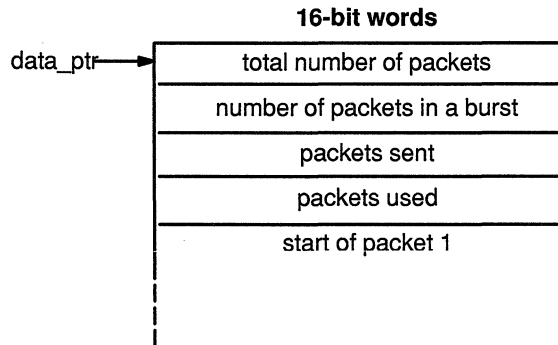 16-bit words
data_ptr
total number of packets
number of packets in a burst
packets sent
packets used
start of packet 1